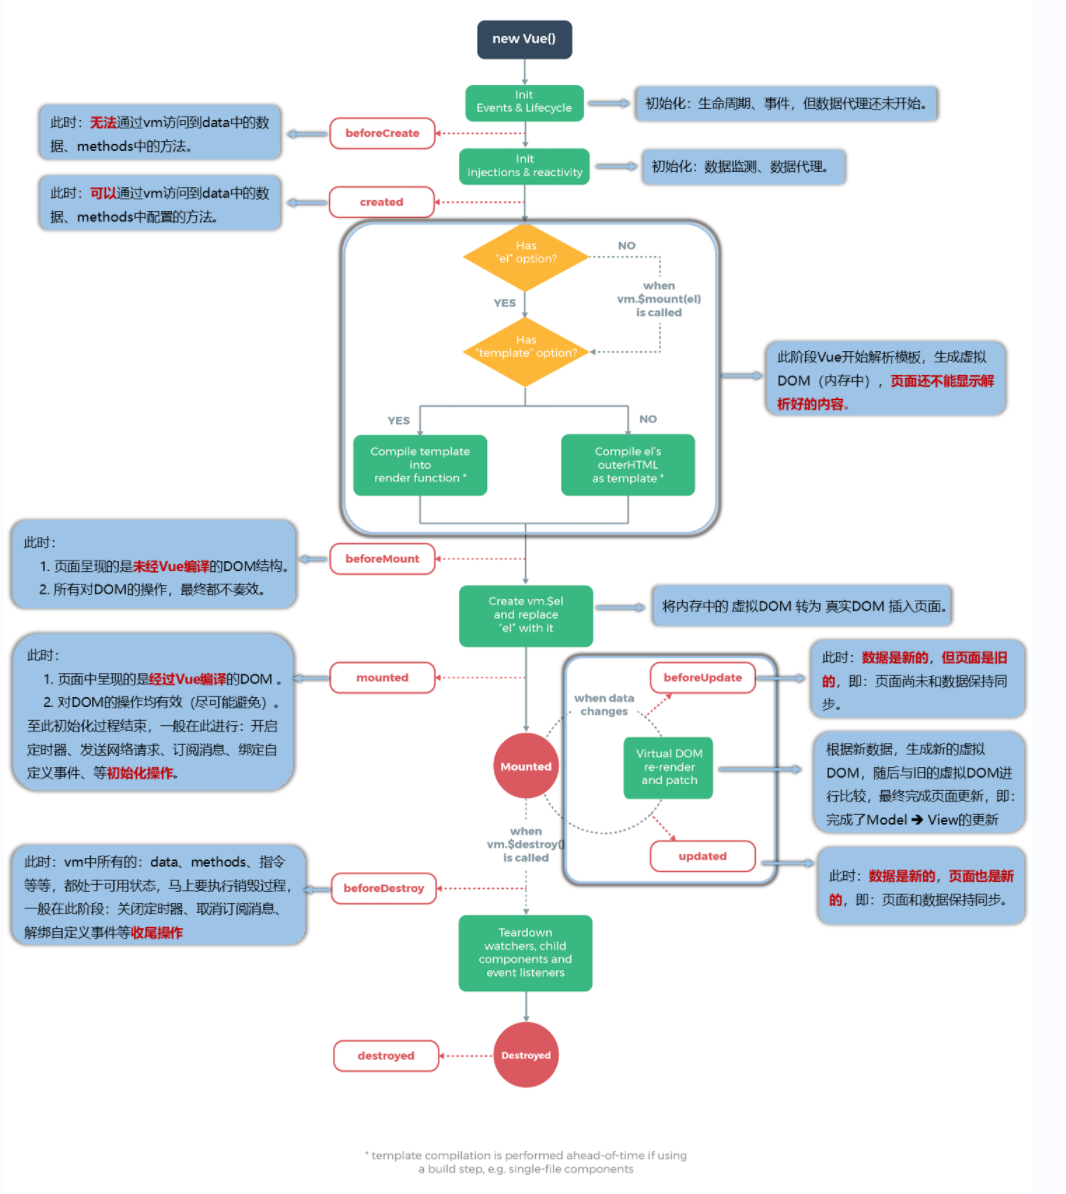 new Vue()
Init
Events & Lifecycle
初始化：生命周期、事件，但数据代理还未开始。
此时：无法通过vm访问到data中的数
据、methods中的方法。
beforeCreate
Init
injections & reactivity
初始化：数据监测、数据代理。
此时：可以通过vm访问到data中的数
据、methods中配置的方法。
created
Has
"el" option?
NO
when
vm.$mount(el)
is called
YES
Has
"template" option?
此阶段Vue开始解析模板，生成虚拟
DOM（内存中），页面还不能显示解
析好的内容。
YES
NO
Compile template
into
render function *
Compile el's
outerHTML
as template *
此时：
1. 页面呈现的是未经Vue编译的DOM结构。
2. 所有对DOM的操作，最终都不奏效。
beforeMount
Create vm.$el
and replace
"el" with it
将内存中的 虚拟DOM 转为 真实DOM 插入页面。
此时：
1. 页面中呈现的是经过Vue编译的DOM 。
2. 对DOM的操作均有效（尽可能避免）。
至此初始化过程结束，一般在此进行：开启
定时器、发送网络请求、订阅消息、绑定自
定义事件、等初始化操作。
mounted
Mounted
when data
changes
beforeUpdate
此时：数据是新的，但页面是旧
的，即：页面尚未和数据保持同
步。
Virtual DOM
re-render
and patch
根据新数据，生成新的虚拟
DOM，随后与旧的虚拟DOM进
行比较，最终完成页面更新，即：
完成了Model ➔ View的更新
updated
此时：数据是新的，页面也是新
的，即：页面和数据保持同步。
when
vm.$destroy()
is called
此时：vm中所有的：data、methods、指令
等等，都处于可用状态，马上要执行销毁过程，
一般在此阶段：关闭定时器、取消订阅消息、
解绑自定义事件等收尾操作
beforeDestroy
Teardown
watchers, child
components and
event listeners
destroyed
Destroyed
* template compilation is performed ahead-of-time if using
a build step, e.g. single-file components